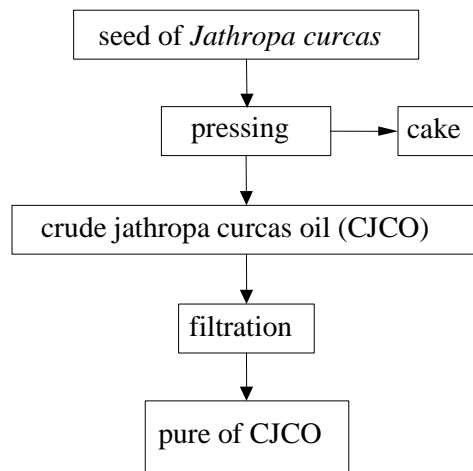 seed of Jathropa curcas
pressing
cake
crude jathropa curcas oil (CJCO)
filtration
pure of CJCO